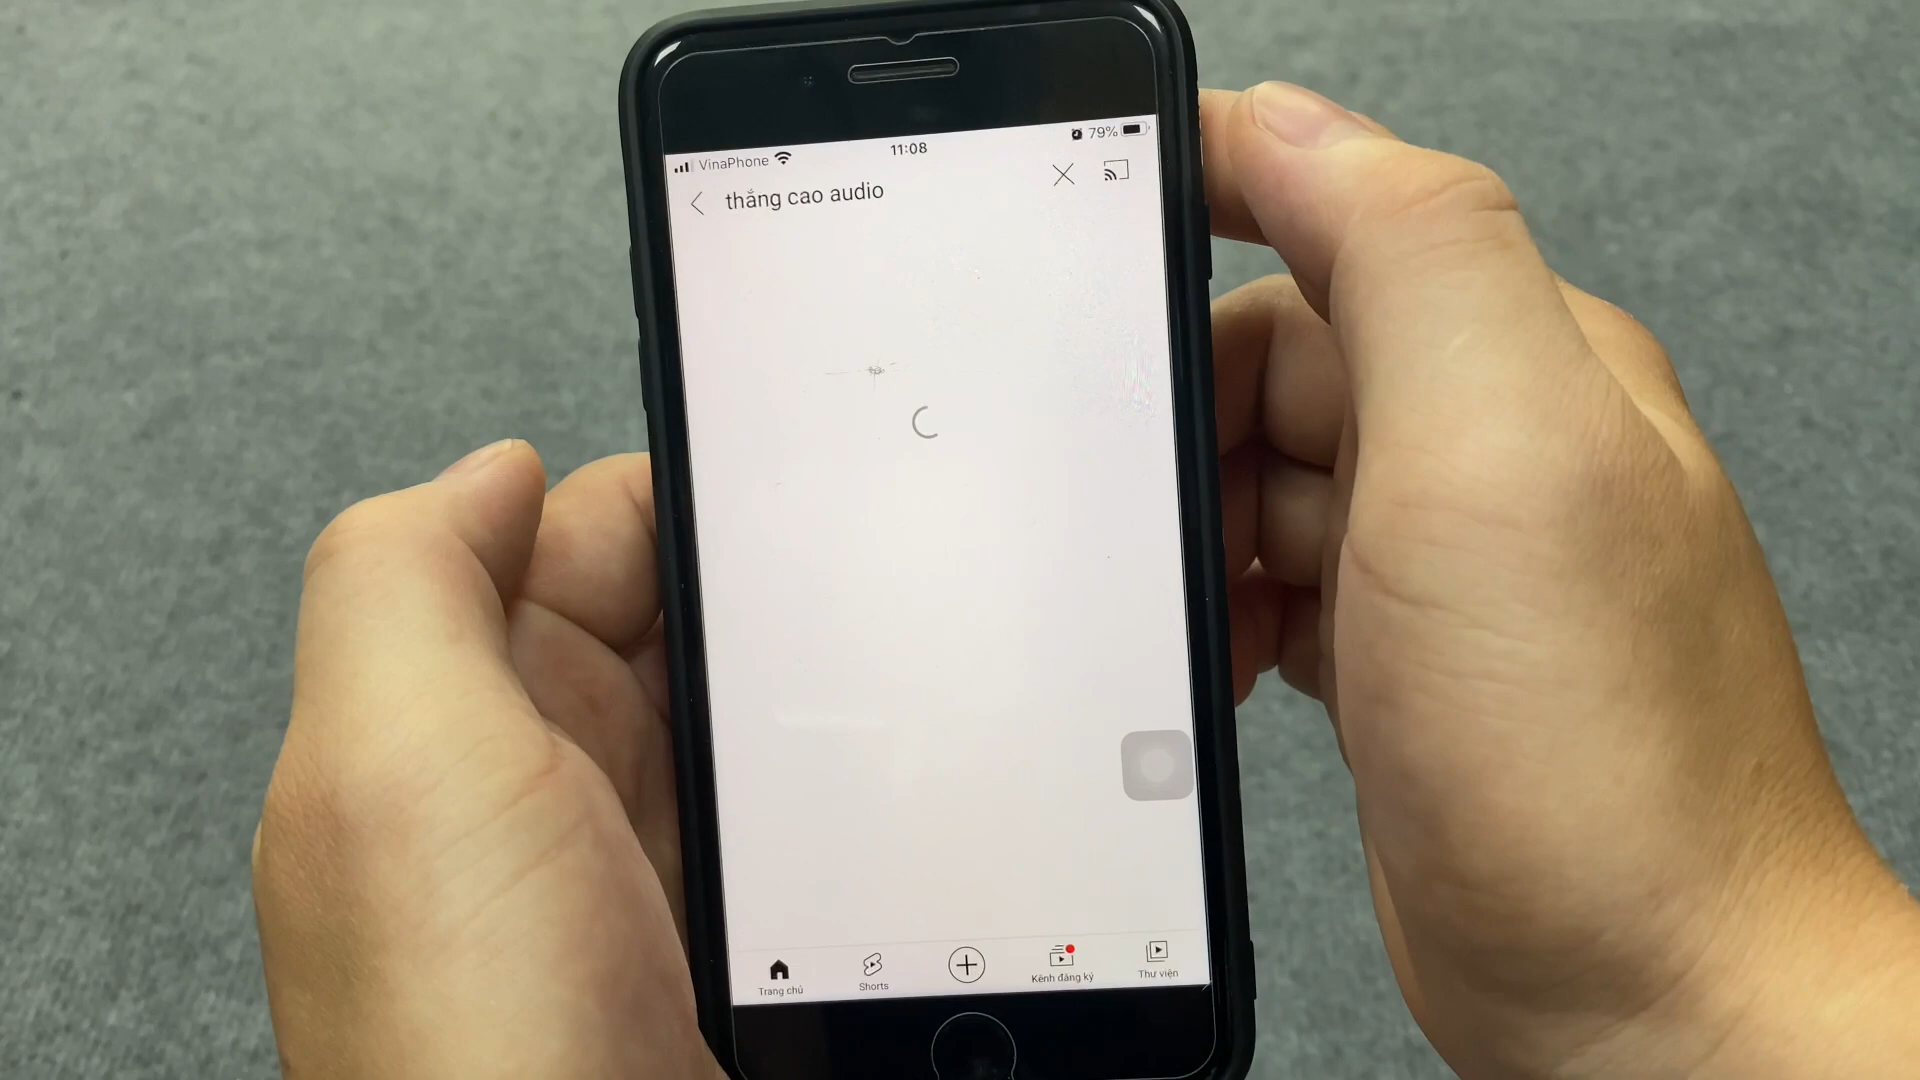 VinaPhone
11:08
79%
thắng cao audio
Trang chủ
Shorts
Kênh đăng ký
Thư viện